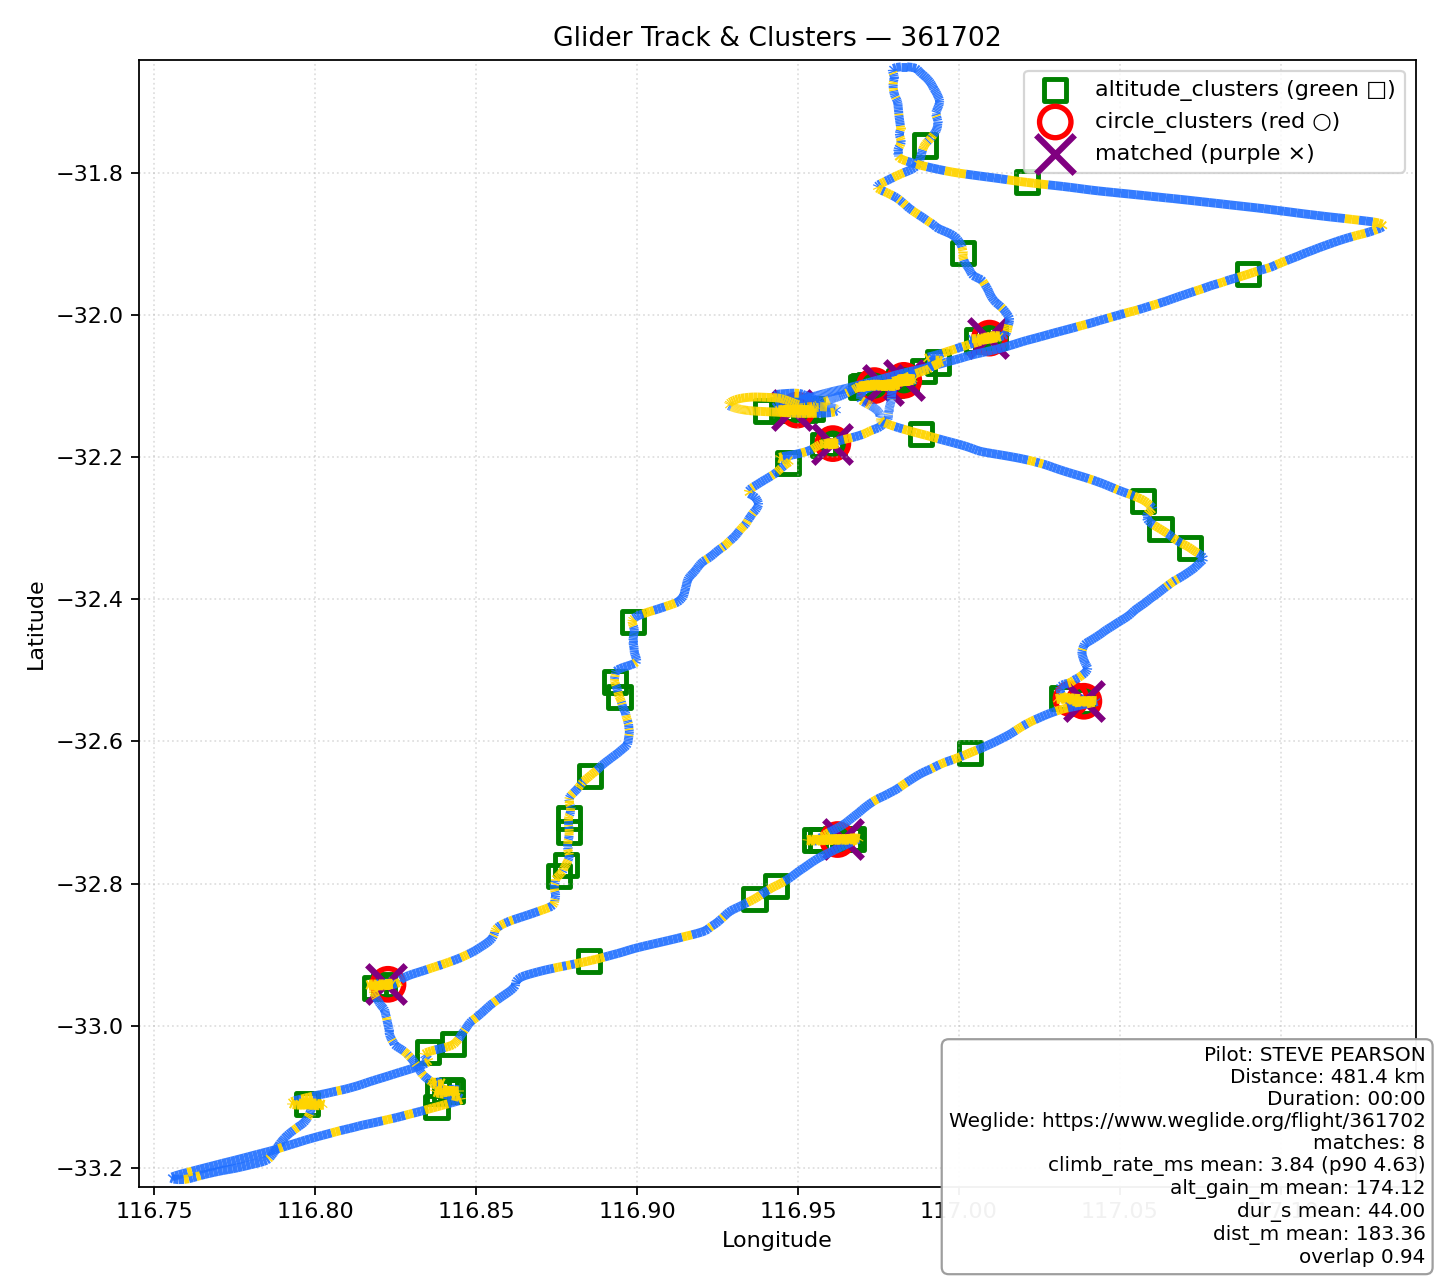 Glider Track & Clusters — 361702
altitude_clusters (green □)
circle_clusters (red ○)
matched (purple ×)
−31.8
−32.0
−32.2
−32.4
−32.6
−32.8
−33.0
−33.2
Latitude
116.75
116.80
116.85
116.90
116.95
117.00
117.05
Longitude
Pilot: STEVE PEARSON
Distance: 481.4 km
Duration: 00:00
Weglide: https://www.weglide.org/flight/361702
matches: 8
climb_rate_ms mean: 3.84 (p90 4.63)
alt_gain_m mean: 174.12
dur_s mean: 44.00
dist_m mean: 183.36
overlap 0.94